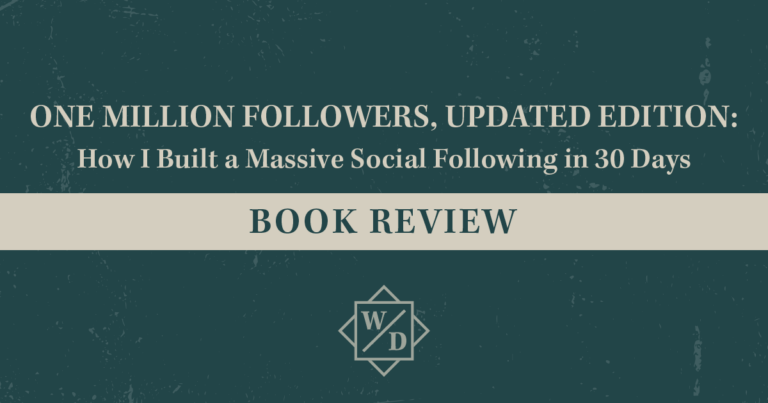 ONE MILLION FOLLOWERS, UPDATED EDITION:
How I Built a Massive Social Following in 30 Days
BOOK REVIEW
W
D